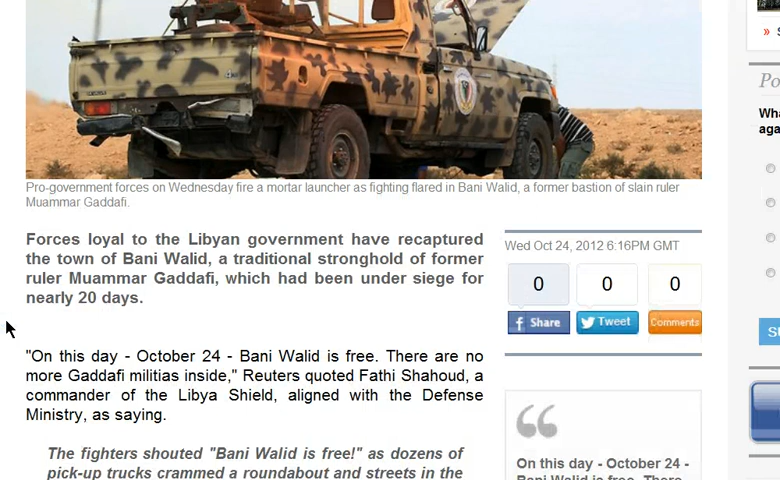 Pro-government forces on Wednesday fire a mortar launcher as fighting flared in Bani Walid, a former bastion of slain ruler
Muammar Gaddafi.
Forces loyal to the Libyan government have recaptured
the town of Bani Walid, a traditional stronghold of former
ruler Muammar Gaddafi, which had been under siege for
nearly 20 days.
"On this day - October 24 - Bani Walid is free. There are no
more Gaddafi militias inside," Reuters quoted Fathi Shahoud, a
commander of the Libya Shield, aligned with the Defense
Ministry, as saying.
The fighters shouted "Bani Walid is free!" as dozens of
pick-up trucks crammed a roundabout and streets in the
Wed Oct 24, 2012 6:16PM GMT
0 0 0
Share Tweet Comments
On this day - October 24 -
Bani Walid is free. There